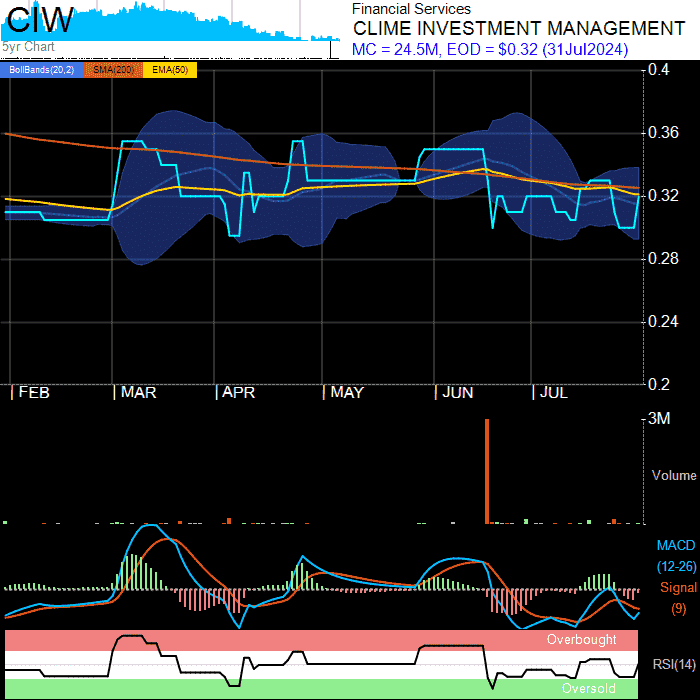 CIW
5yr Chart
Financial Services
CLIME INVESTMENT MANAGEMENT
MC = 24.5M, EOD = $0.32 (31Jul2024)
BollBands(20,2) SMA(200) EMA(50)
0.4
0.36
0.32
0.28
0.24
0.2
FEB MAR APR MAY JUN JUL
3M
Volume
MACD
(12-26)
Signal
(9)
Overbought
RSI(14)
Oversold